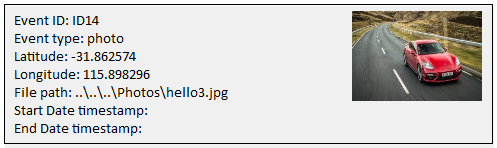 Event ID: ID14
Event type: photo
Latitude: -31.862574
Longitude: 115.898296
File path: ..\..\..\Photos\hello3.jpg
Start Date timestamp:
End Date timestamp: